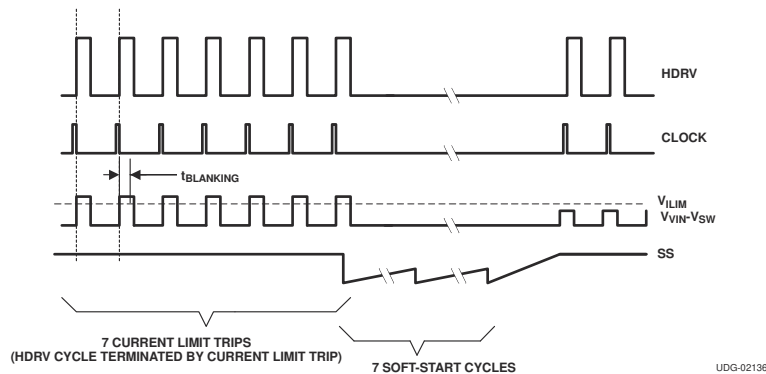 HDRV
CLOCK
tBLANKING
VILIM
VVIN-VSW
SS
7 CURRENT LIMIT TRIPS
(HDRV CYCLE TERMINATED BY CURRENT LIMIT TRIP)
7 SOFT-START CYCLES
UDG-02136